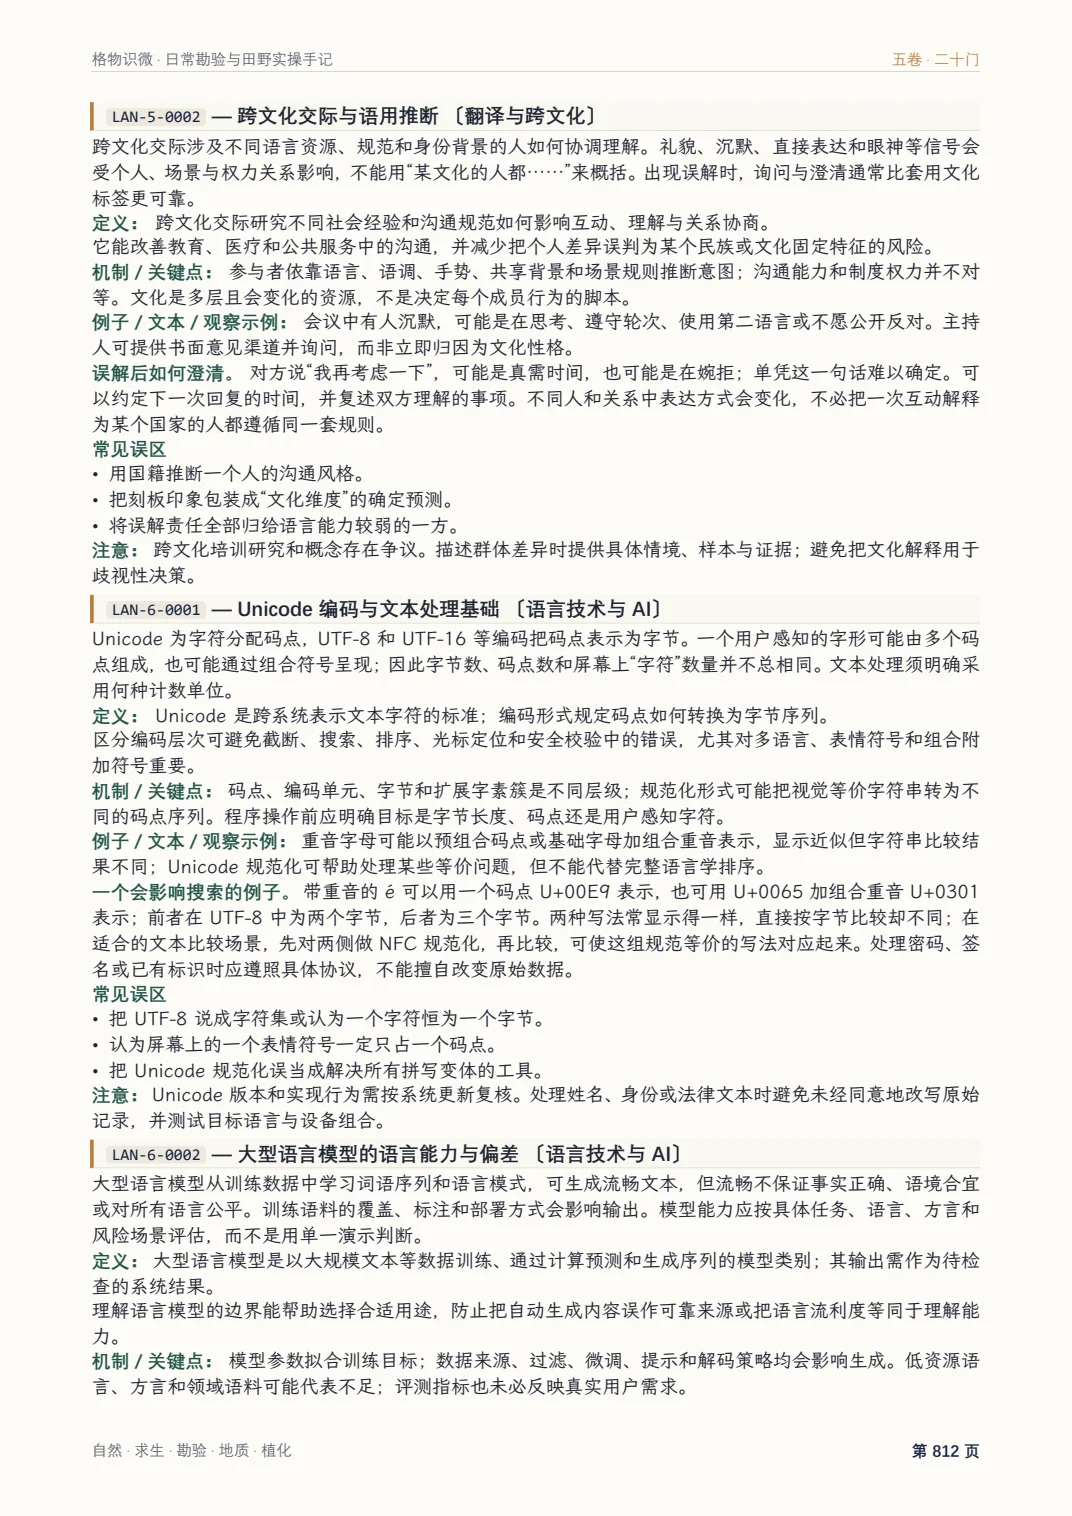 格物识微 · 日常勘验与田野实操手记
五卷 · 二十门
LAN-5-0002 — 跨文化交际与语用推断 〔翻译与跨文化〕
跨文化交际涉及不同语言资源、规范和身份背景的人如何协调理解。礼貌、沉默、直接表达和眼神等信号会
受个人、场景与权力关系影响，不能用“某文化的人都……”来概括。出现误解时，询问与澄清通常比套用文化
标签更可靠。
定义： 跨文化交际研究不同社会经验和沟通规范如何影响互动、理解与关系协商。
它能改善教育、医疗和公共服务中的沟通，并减少把个人差异误判为某个民族或文化固定特征的风险。
机制 / 关键点： 参与者依靠语言、语调、手势、共享背景和场景规则推断意图；沟通能力和制度权力并不对
等。文化是多层且会变化的资源，不是决定每个成员行为的脚本。
例子 / 文本 / 观察示例： 会议中有人沉默，可能是在思考、遵守轮次、使用第二语言或不愿公开反对。主持
人可提供书面意见渠道并询问，而非立即归因为文化性格。
误解后如何澄清。 对方说“我再考虑一下”，可能是真需时间，也可能是在婉拒；单凭这一句话难以确定。可
以约定下一次回复的时间，并复述双方理解的事项。不同人和关系中表达方式会变化，不必把一次互动解释
为某个国家的人都遵循同一套规则。
常见误区
• 用国籍推断一个人的沟通风格。
• 把刻板印象包装成“文化维度”的确定预测。
• 将误解责任全部归给语言能力较弱的一方。
注意： 跨文化培训研究和概念存在争议。描述群体差异时提供具体情境、样本与证据；避免把文化解释用于
歧视性决策。
LAN-6-0001 — Unicode 编码与文本处理基础 〔语言技术与 AI〕
Unicode 为字符分配码点，UTF-8 和 UTF-16 等编码把码点表示为字节。一个用户感知的字形可能由多个码
点组成，也可能通过组合符号呈现；因此字节数、码点数和屏幕上“字符”数量并不总相同。文本处理须明确采
用何种计数单位。
定义： Unicode 是跨系统表示文本字符的标准；编码形式规定码点如何转换为字节序列。
区分编码层次可避免截断、搜索、排序、光标定位和安全校验中的错误，尤其对多语言、表情符号和组合附
加符号重要。
机制 / 关键点： 码点、编码单元、字节和扩展字素簇是不同层级；规范化形式可能把视觉等价字符串转为不
同的码点序列。程序操作前应明确目标是字节长度、码点还是用户感知字符。
例子 / 文本 / 观察示例： 重音字母可能以预组合码点或基础字母加组合重音表示，显示近似但字符串比较结
果不同；Unicode 规范化可帮助处理某些等价问题，但不能代替完整语言学排序。
一个会影响搜索的例子。 带重音的 é 可以用一个码点 U+00E9 表示，也可用 U+0065 加组合重音 U+0301
表示；前者在 UTF-8 中为两个字节，后者为三个字节。两种写法常显示得一样，直接按字节比较却不同；在
适合的文本比较场景，先对两侧做 NFC 规范化，再比较，可使这组规范等价的写法对应起来。处理密码、签
名或已有标识时应遵照具体协议，不能擅自改变原始数据。
常见误区
• 把 UTF-8 说成字符集或认为一个字符恒为一个字节。
• 认为屏幕上的一个表情符号一定只占一个码点。
• 把 Unicode 规范化误当成解决所有拼写变体的工具。
注意： Unicode 版本和实现行为需按系统更新复核。处理姓名、身份或法律文本时避免未经同意地改写原始
记录，并测试目标语言与设备组合。
LAN-6-0002 — 大型语言模型的语言能力与偏差 〔语言技术与 AI〕
大型语言模型从训练数据中学习词语序列和语言模式，可生成流畅文本，但流畅不保证事实正确、语境合宜
或对所有语言公平。训练语料的覆盖、标注和部署方式会影响输出。模型能力应按具体任务、语言、方言和
风险场景评估，而不是用单一演示判断。
定义： 大型语言模型是以大规模文本等数据训练、通过计算预测和生成序列的模型类别；其输出需作为待检
查的系统结果。
理解语言模型的边界能帮助选择合适用途，防止把自动生成内容误作可靠来源或把语言流利度等同于理解能
力。
机制 / 关键点： 模型参数拟合训练目标；数据来源、过滤、微调、提示和解码策略均会影响生成。低资源语
言、方言和领域语料可能代表不足；评测指标也未必反映真实用户需求。
自然 · 求生 · 勘验 · 地质 · 植化
第 812 页